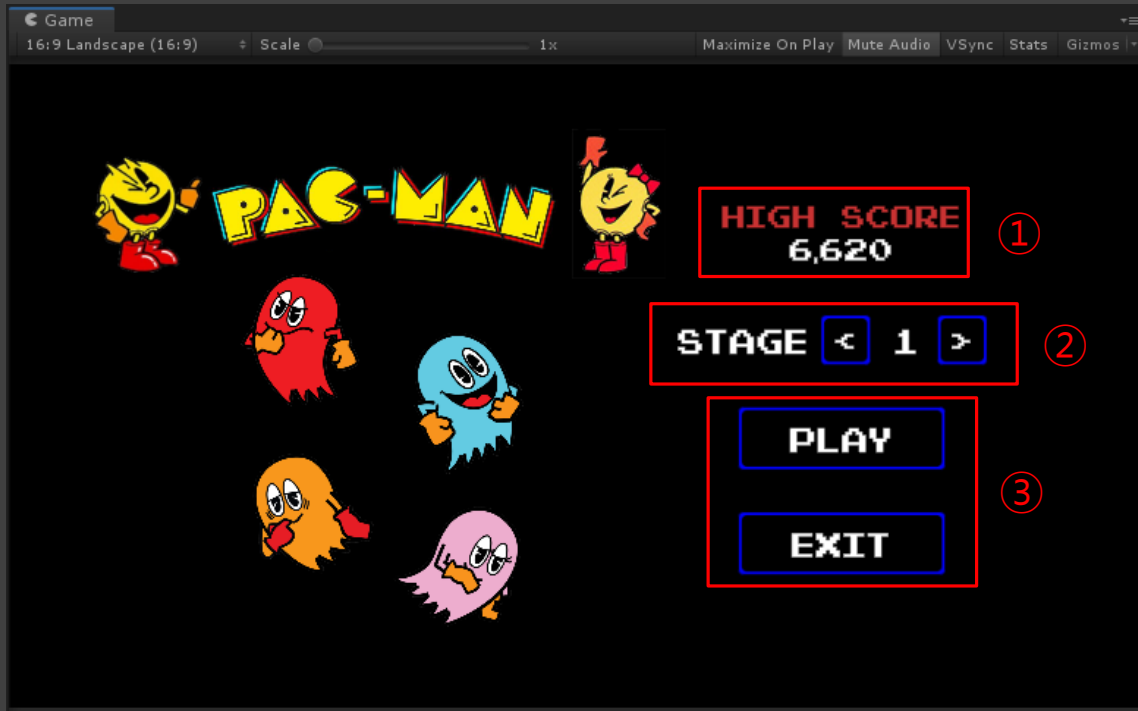 Game
16:9 Landscape (16:9) Scale 1x Maximize On Play Mute Audio VSync Stats Gizmos
PAC-MAN
HIGH SCORE
6,620
①
STAGE < 1 >
②
PLAY
③
EXIT